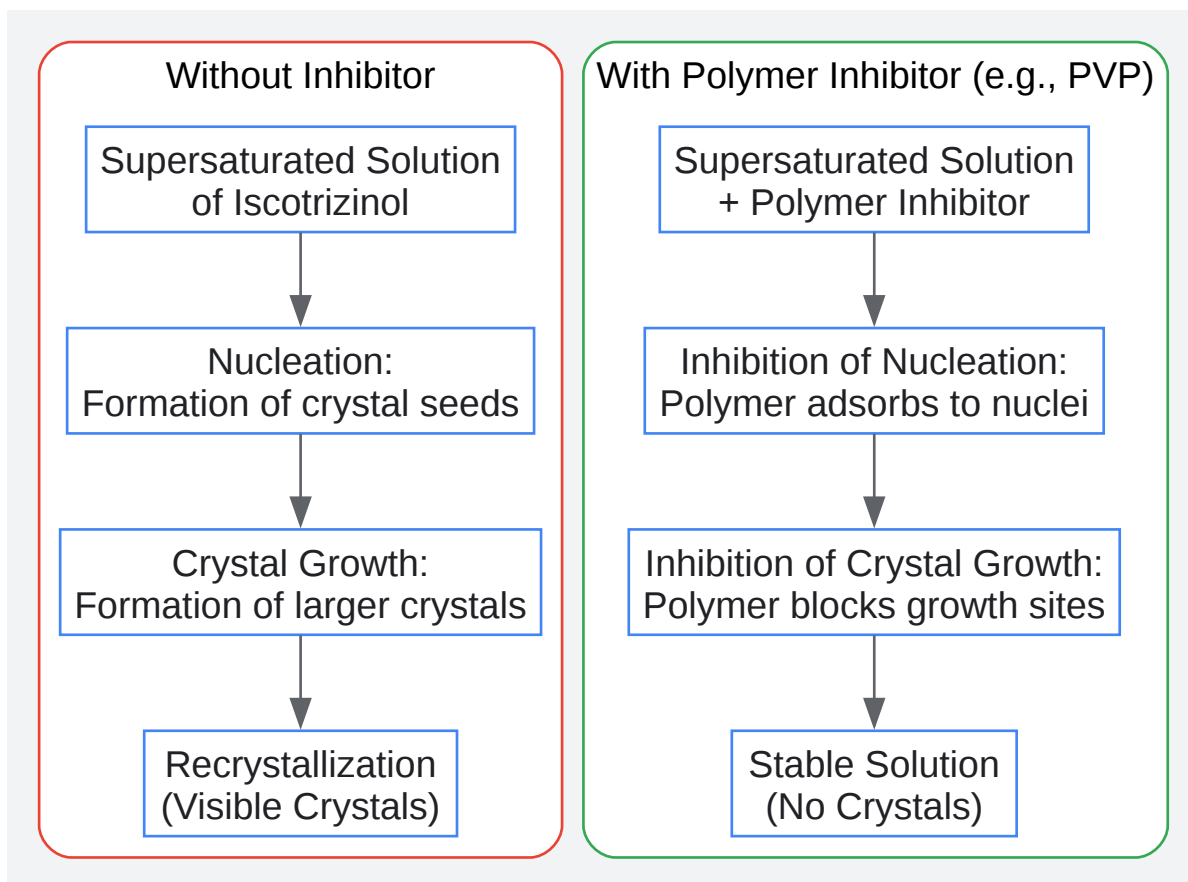 Without Inhibitor
Supersaturated Solution
of Iscotrizinol
Nucleation:
Formation of crystal seeds
Crystal Growth:
Formation of larger crystals
Recrystallization
(Visible Crystals)
With Polymer Inhibitor (e.g., PVP)
Supersaturated Solution
+ Polymer Inhibitor
Inhibition of Nucleation:
Polymer adsorbs to nuclei
Inhibition of Crystal Growth:
Polymer blocks growth sites
Stable Solution
(No Crystals)